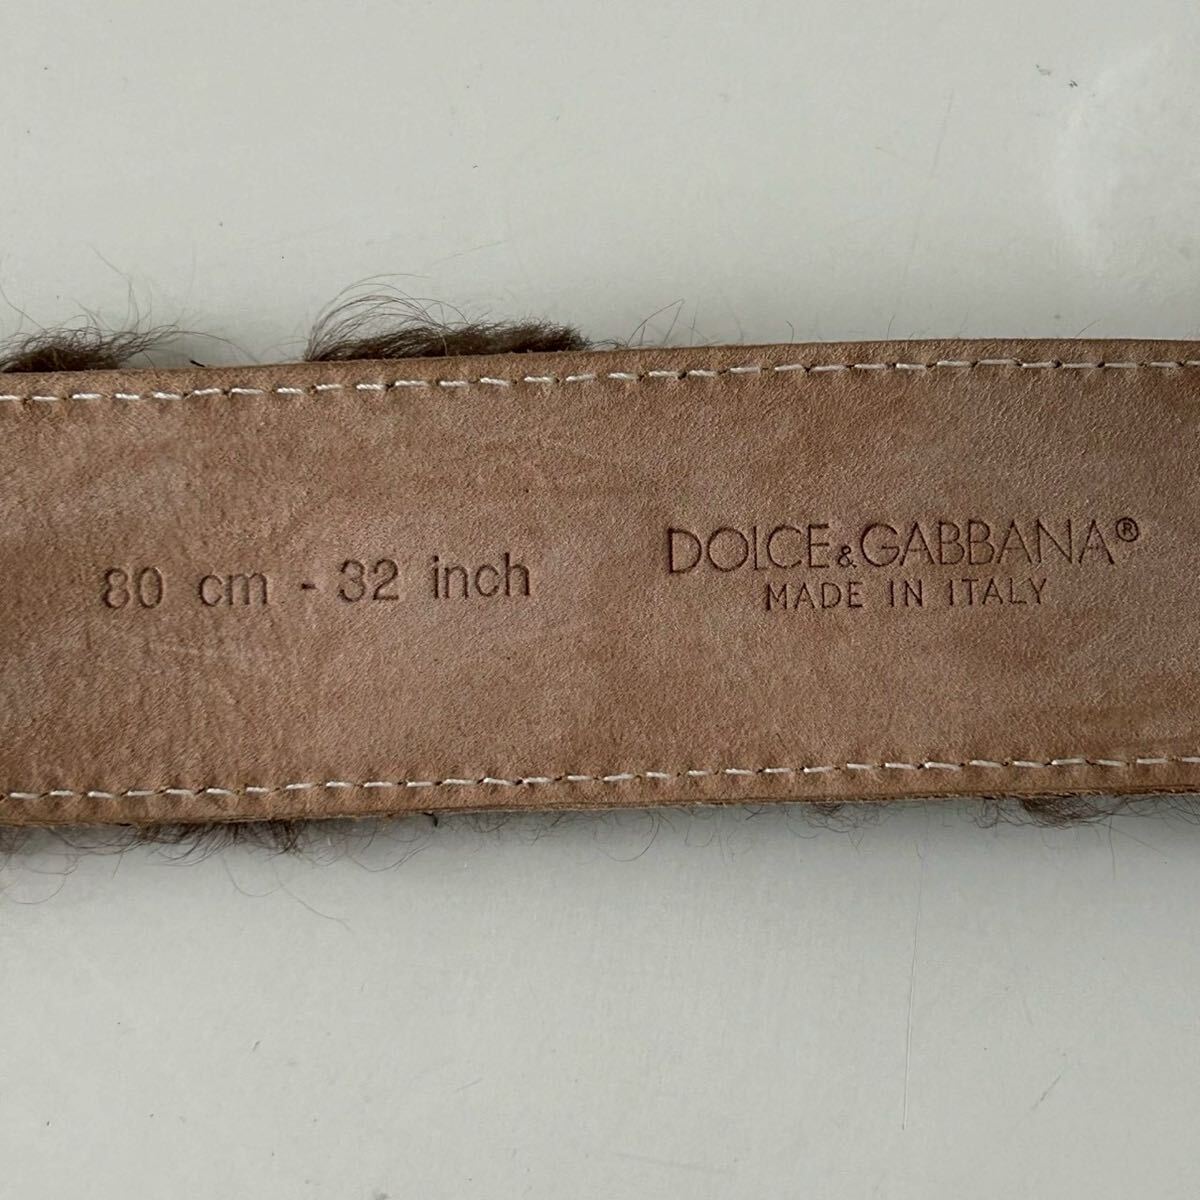 80 cm - 32 inch
DOLCE&GABBANA®
MADE IN ITALY